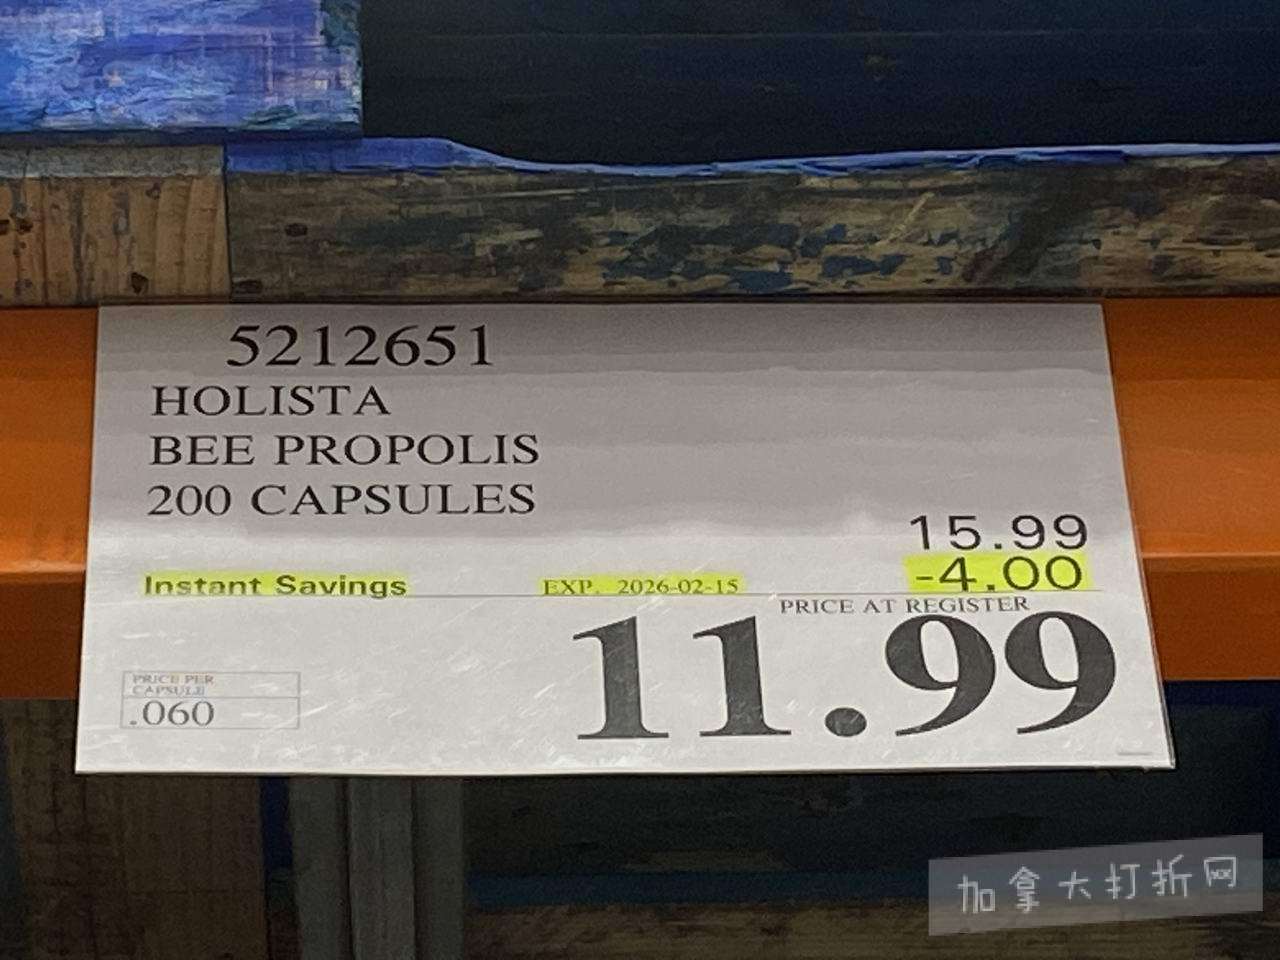 5212651
HOLISTA
BEE PROPOLIS
200 CAPSULES
15.99
Instant Savings EXP. 2026-02-15 -4.00
PRICE AT REGISTER
11.99
PRICE PER
CAPSULE
.060
加拿大打折网